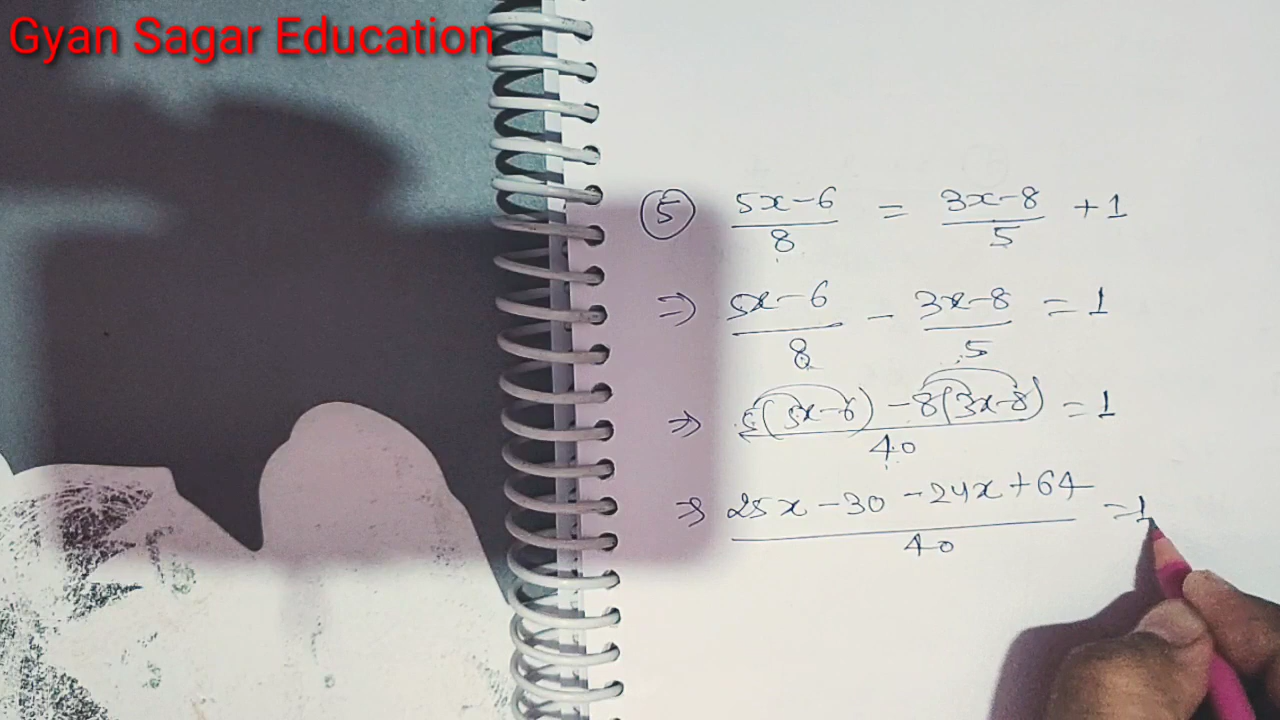 Gyan Sagar Education
⑤ (5x-6)/8 = (3x-8)/5 +1
⇒ (5x-6)/8 - (3x-8)/5 = 1
⇒ (5(5x-6) -8(3x-8))/40 = 1
⇒ (25x-30-24x+64)/40 = 1